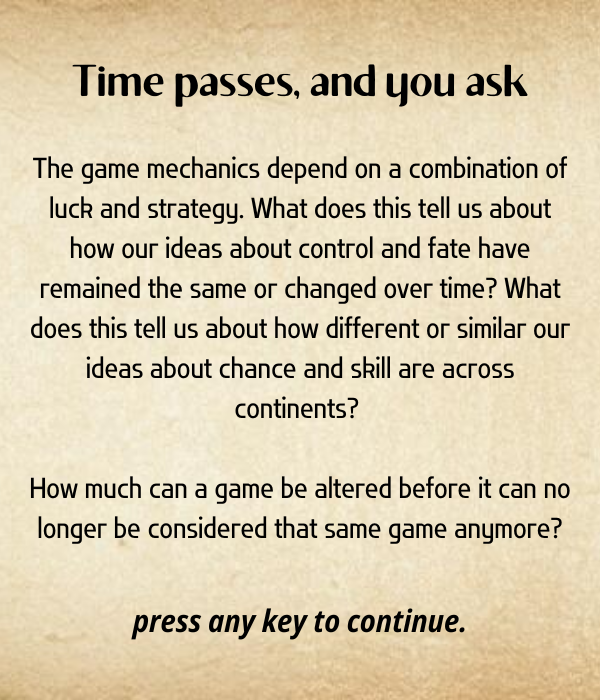 Time passes, and you ask
The game mechanics depend on a combination of
luck and strategy. What does this tell us about
how our ideas about control and fate have
remained the same or changed over time? What
does this tell us about how different or similar our
ideas about chance and skill are across
continents?
How much can a game be altered before it can no
longer be considered that same game anymore?
press any key to continue.